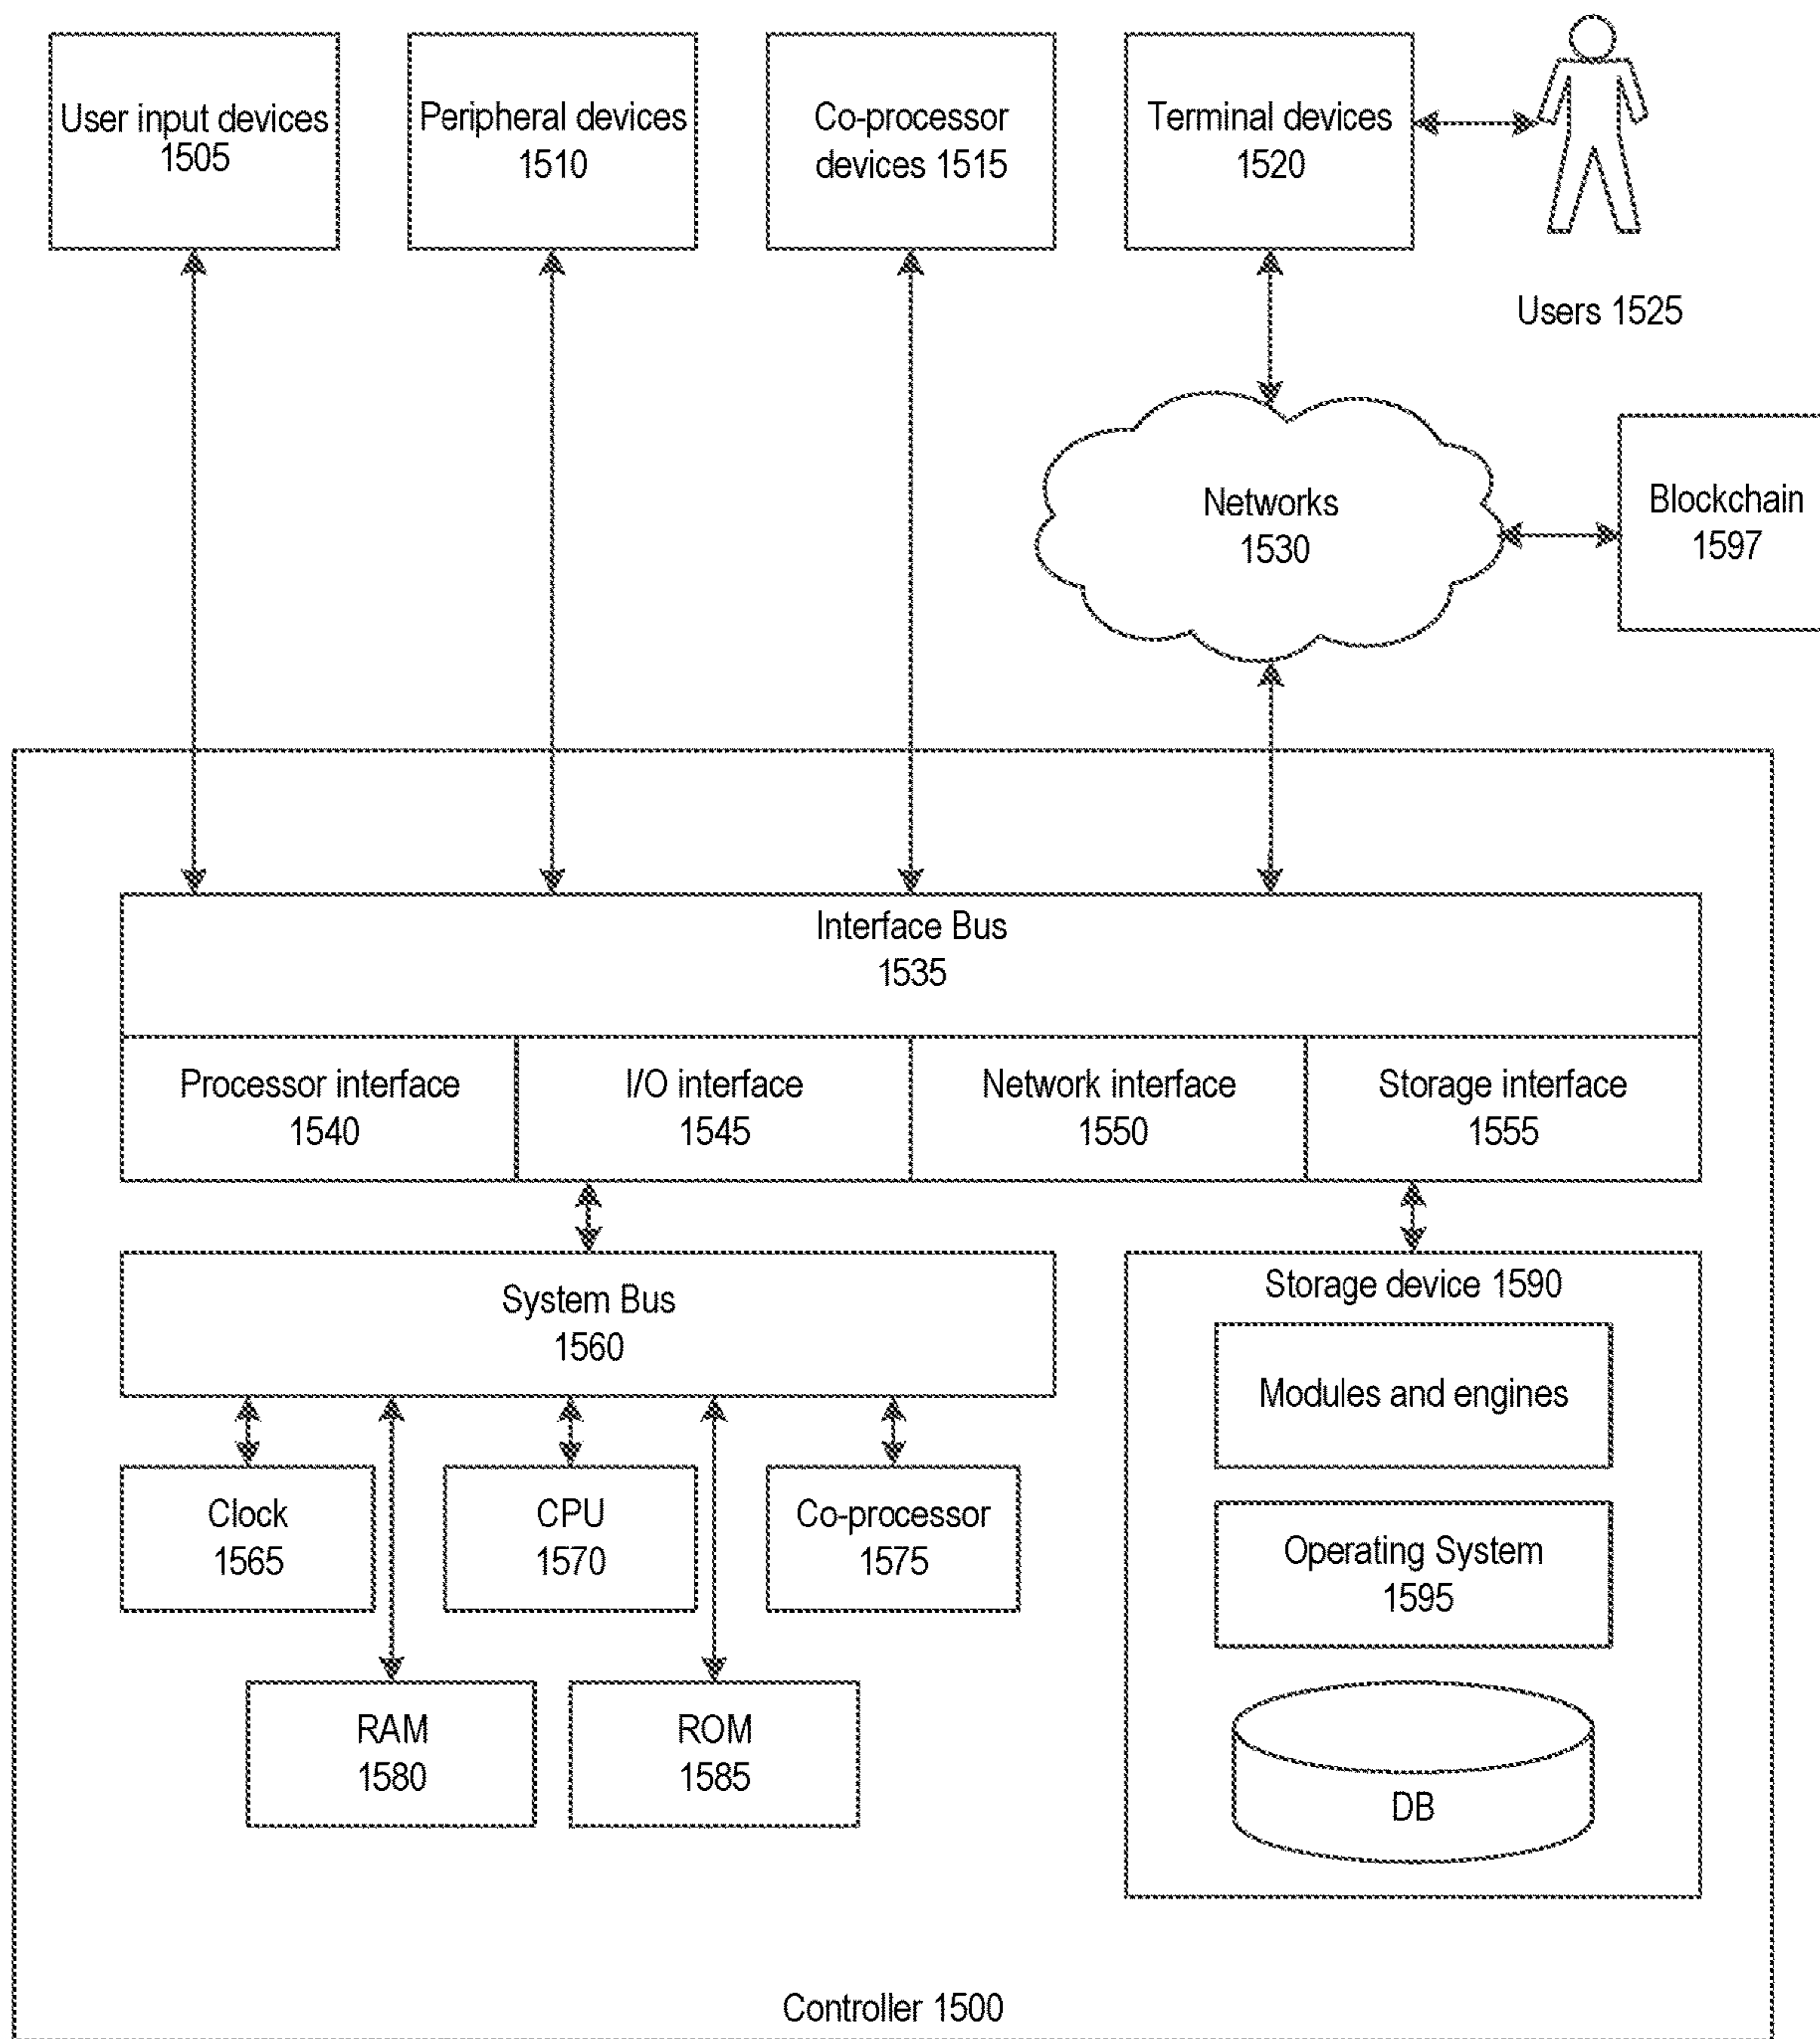 User input devices
1505
Peripheral devices
1510
Co-processor
devices 1515
Terminal devices
1520
Users 1525
Networks
1530
Blockchain
1597
Interface Bus
1535
Processor interface
1540
I/O interface
1545
Network interface
1550
Storage interface
1555
System Bus
1560
Storage device 1590
Modules and engines
Clock
1565
CPU
1570
Co-processor
1575
Operating System
1595
RAM
1580
ROM
1585
DB
Controller 1500